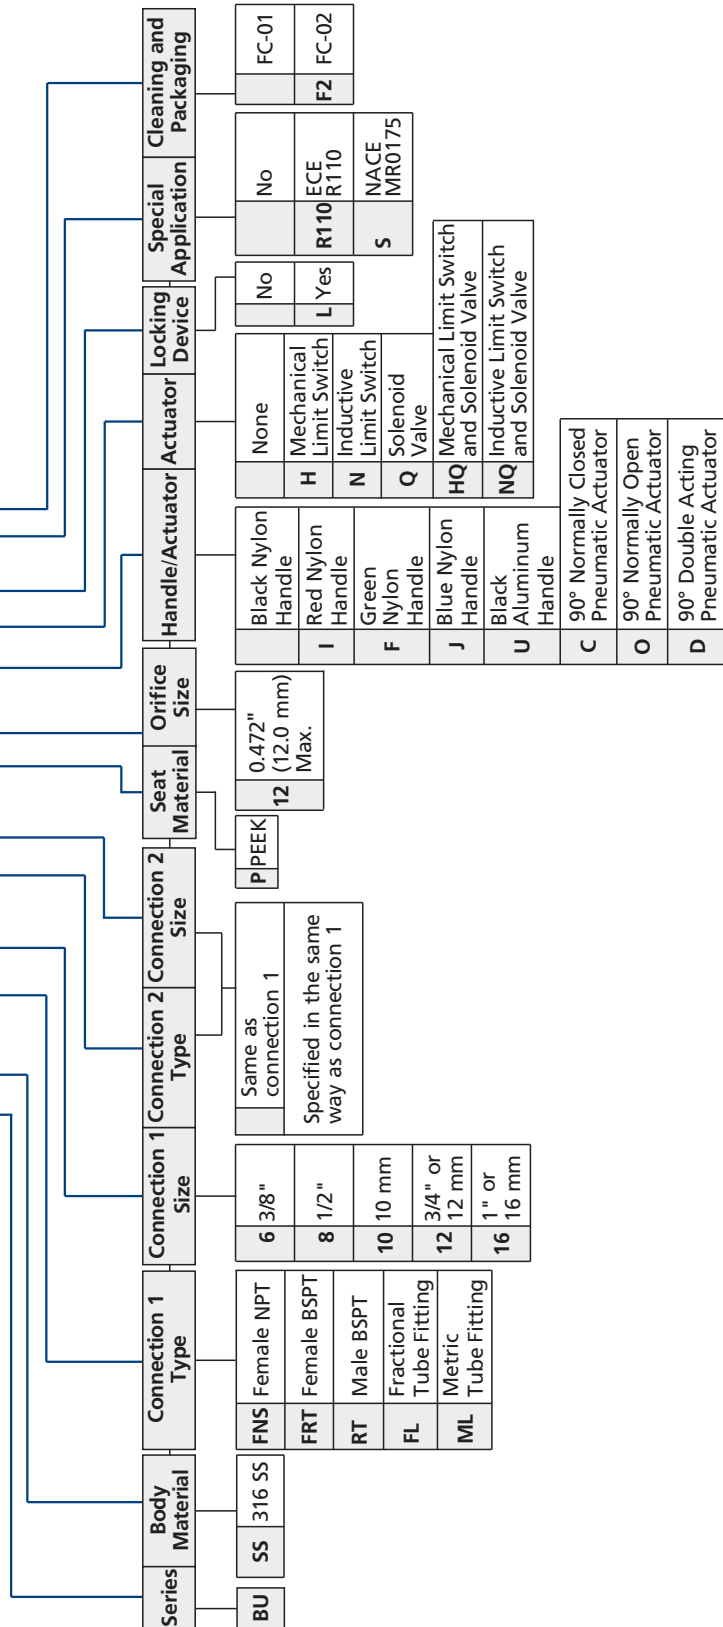 Series
BU
Body
Material
SS 316 SS
Connection 1
Type
FNS Female NPT
FRT Female BSPT
RT Male BSPT
FL Fractional
Tube Fitting
ML Metric
Tube Fitting
Connection 1
Size
6 3/8"
8 1/2"
10 10 mm
12 3/4" or
12 mm
16 1" or
16 mm
Connection 2
Type
Connection 2
Size
Same as
connection 1
Specified in the same
way as connection 1
Seat
Material
P PEEK
Orifice
Size
12 0.472"
(12.0 mm)
Max.
Handle/Actuator
Black Nylon
Handle
I Red Nylon
Handle
F Green
Nylon
Handle
J Blue Nylon
Handle
U Black
Aluminum
Handle
C 90° Normally Closed
Pneumatic Actuator
O 90° Normally Open
Pneumatic Actuator
D 90° Double Acting
Pneumatic Actuator
Actuator
None
H Mechanical
Limit Switch
N Inductive
Limit Switch
Q Solenoid
Valve
HQ Mechanical Limit Switch
and Solenoid Valve
NQ Inductive Limit Switch
and Solenoid Valve
Locking
Device
No
L Yes
Special
Application
No
R110 ECE
R110
S NACE
MR0175
Cleaning and
Packaging
FC-01
F2 FC-02